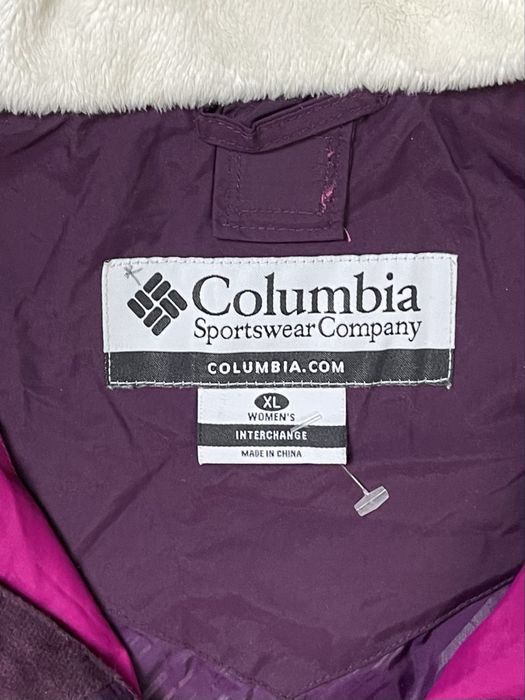 Columbia
Sportswear Company
COLUMBIA.COM
XL
WOMEN'S
INTERCHANGE
MADE IN CHINA